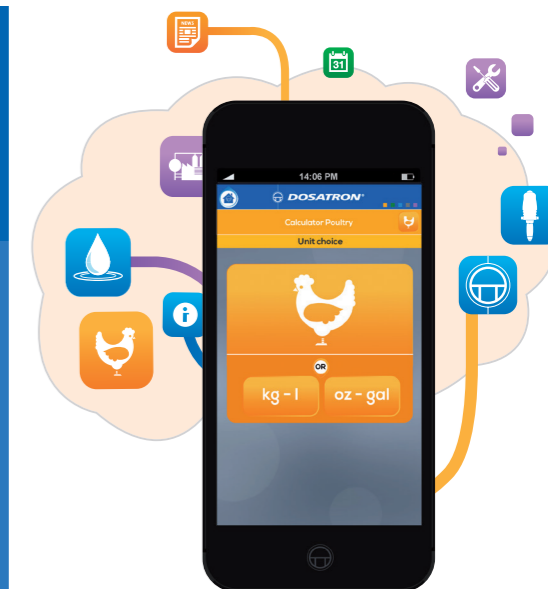 NEWS
31
14:06 PM
DOSATRON®
Calculator Poultry
Unit choice
i
OR
kg - l
oz - gal